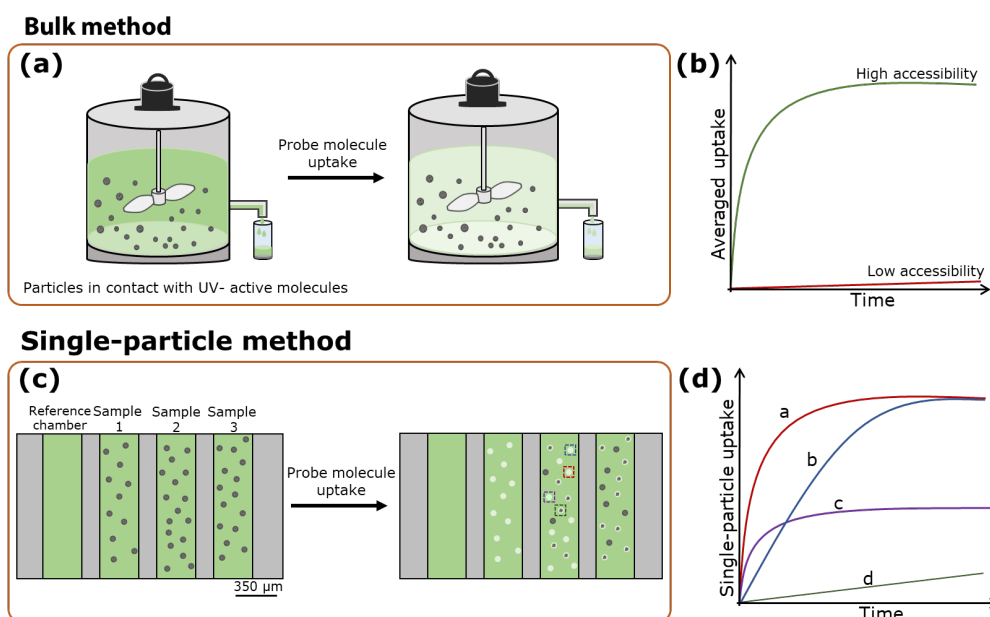 Bulk method
(a)
Probe molecule
uptake
Particles in contact with UV- active molecules
(b)
High accessibility
Averaged uptake
Low accessibility
Time
Single-particle method
(c)
Reference
chamber
Sample
1
Sample
2
Sample
3
Probe molecule
uptake
350 µm
(d)
Single-particle uptake
a
b
c
d
Time